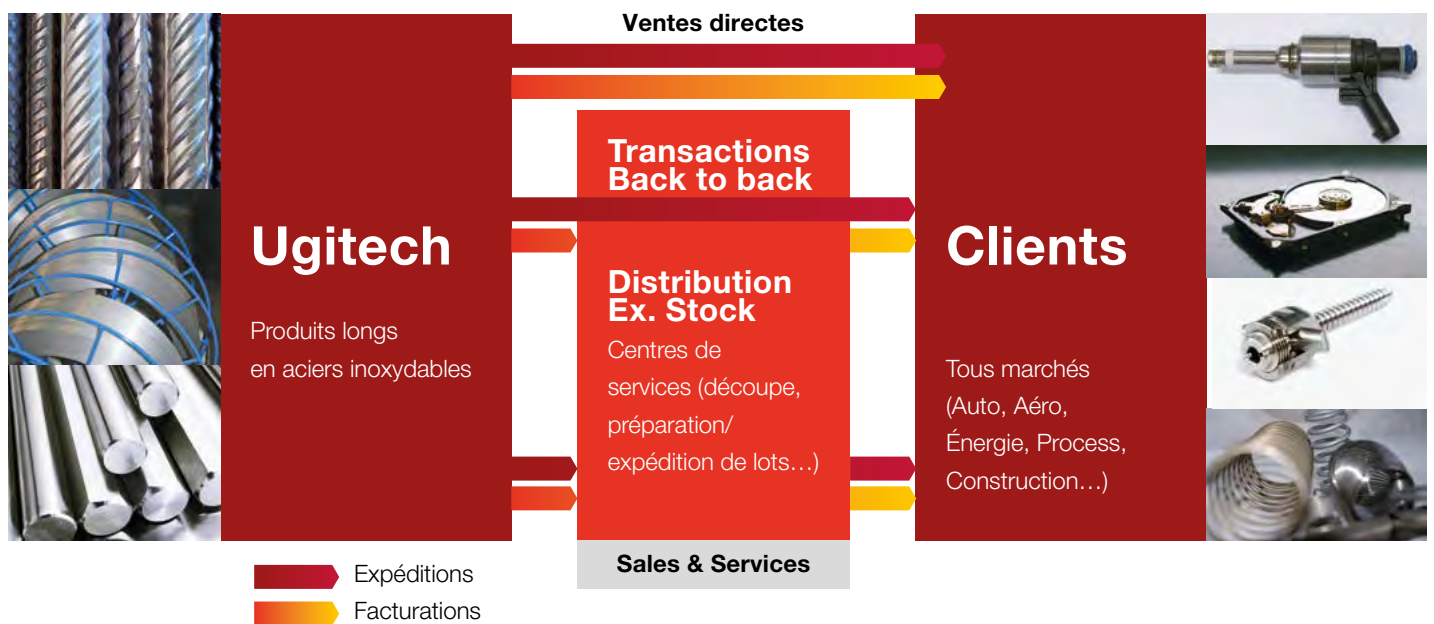 Ventes directes
Transactions
Back to back
Ugitech
Produits longs
en aciers inoxydables
Distribution
Ex. Stock
Centres de
services (découpe,
préparation/
expédition de lots…)
Clients
Tous marchés
(Auto, Aéro,
Énergie, Process,
Construction…)
Sales & Services
Expéditions
Facturations